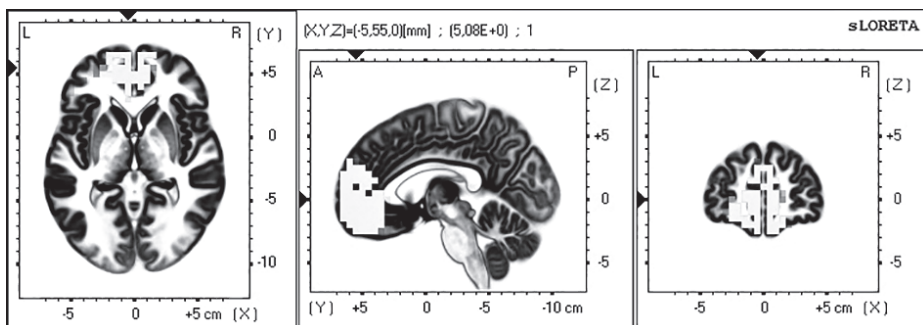 (X,Y,Z)=(-5,55,0)[mm] ; (5,08E+0) ; 1
sLORETA
L R (Y)
+5
0
-5
-10
-5 0 +5 cm (X)
A P (Z)
+5
0
-5
(Y) +5 0 -5 -10 cm
L R (Z)
+5
0
-5
-5 0 +5 cm (X)